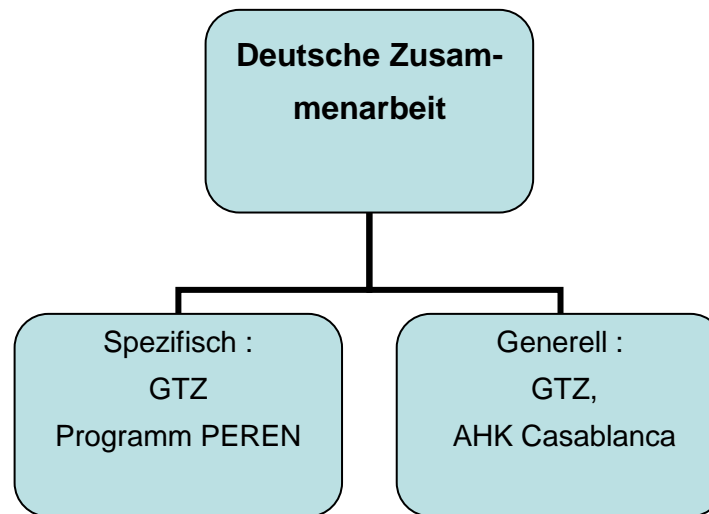 Deutsche Zusam-
menarbeit
Spezifisch :
GTZ
Programm PEREN
Generell :
GTZ,
AHK Casablanca